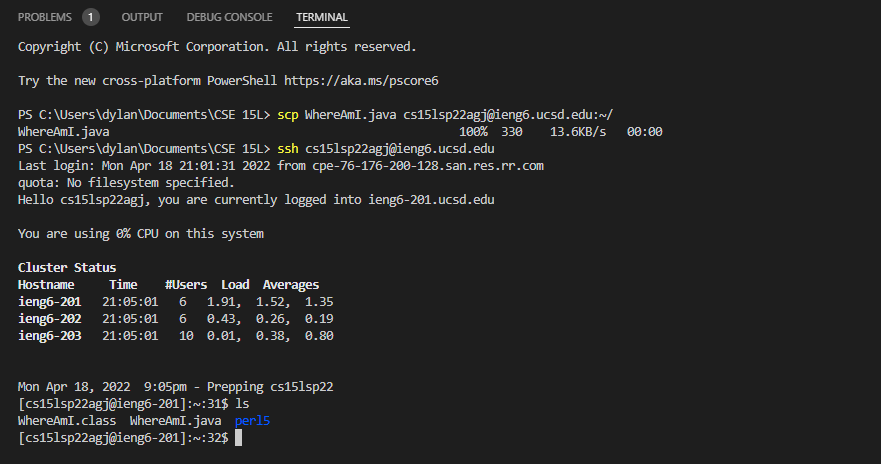 PROBLEMS 1 OUTPUT DEBUG CONSOLE TERMINAL
Copyright (C) Microsoft Corporation. All rights reserved.
Try the new cross-platform PowerShell https://aka.ms/pscore6
PS C:\Users\dylan\Documents\CSE 15L> scp WhereAmI.java cs15lsp22agj@ieng6.ucsd.edu:~/
WhereAmI.java 100% 330 13.6KB/s 00:00
PS C:\Users\dylan\Documents\CSE 15L> ssh cs15lsp22agj@ieng6.ucsd.edu
Last login: Mon Apr 18 21:01:31 2022 from cpe-76-176-200-128.san.res.rr.com
quota: No filesystem specified.
Hello cs15lsp22agj, you are currently logged into ieng6-201.ucsd.edu
You are using 0% CPU on this system
Cluster Status
Hostname Time #Users Load Averages
ieng6-201 21:05:01 6 1.91, 1.52, 1.35
ieng6-202 21:05:01 6 0.43, 0.26, 0.19
ieng6-203 21:05:01 10 0.01, 0.38, 0.80
Mon Apr 18, 2022 9:05pm - Prepping cs15lsp22
[cs15lsp22agj@ieng6-201]:~:31$ ls
WhereAmI.class WhereAmI.java perl5
[cs15lsp22agj@ieng6-201]:~:32$